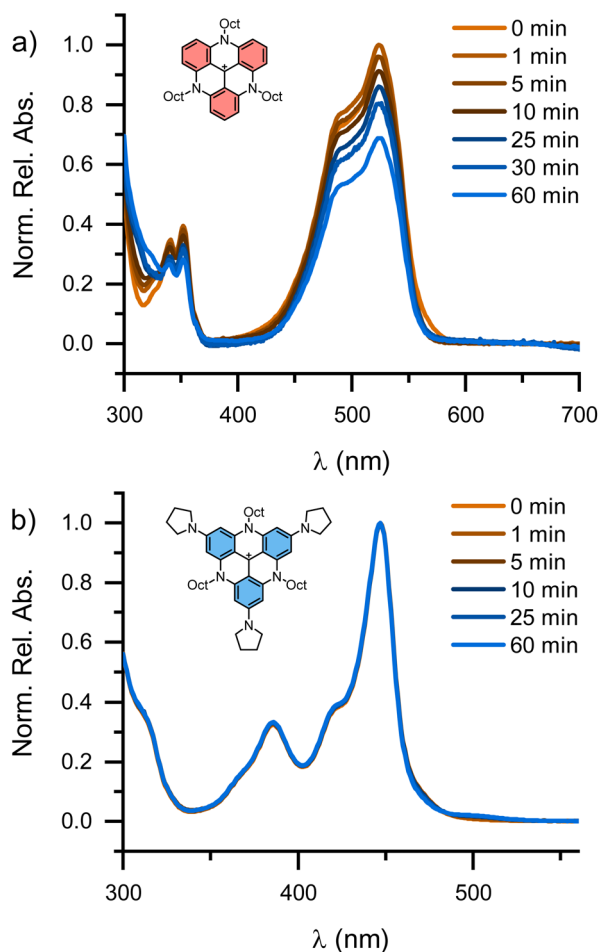 a)
Norm. Rel. Abs.
1.0
0.8
0.6
0.4
0.2
0.0
300
400
500
600
700
λ (nm)
Oct
N
+
Oct
N
N
Oct
0 min
1 min
5 min
10 min
25 min
30 min
60 min
b)
Norm. Rel. Abs.
1.0
0.8
0.6
0.4
0.2
0.0
300
400
500
λ (nm)
Oct
N
N
N
+
Oct
N
N
Oct
N
0 min
1 min
5 min
10 min
25 min
60 min